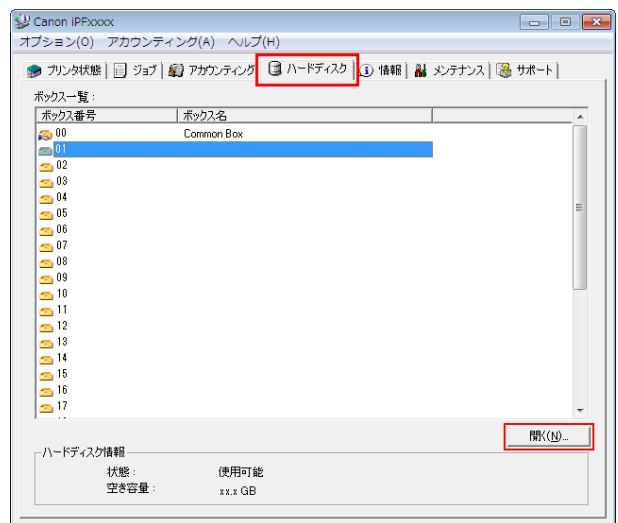 Canon iPFxxxx
オプション(O) アカウンティング(A) ヘルプ(H)
プリンタ状態 ジョブ アカウンティング ハードディスク 情報 メンテナンス サポート
ボックス一覧 :
ボックス番号 ボックス名
00 Common Box
01
02
03
04
05
06
07
08
09
10
11
12
13
14
15
16
17
開く(N)...
ハードディスク情報
状態 : 使用可能
空き容量 : xx.x GB